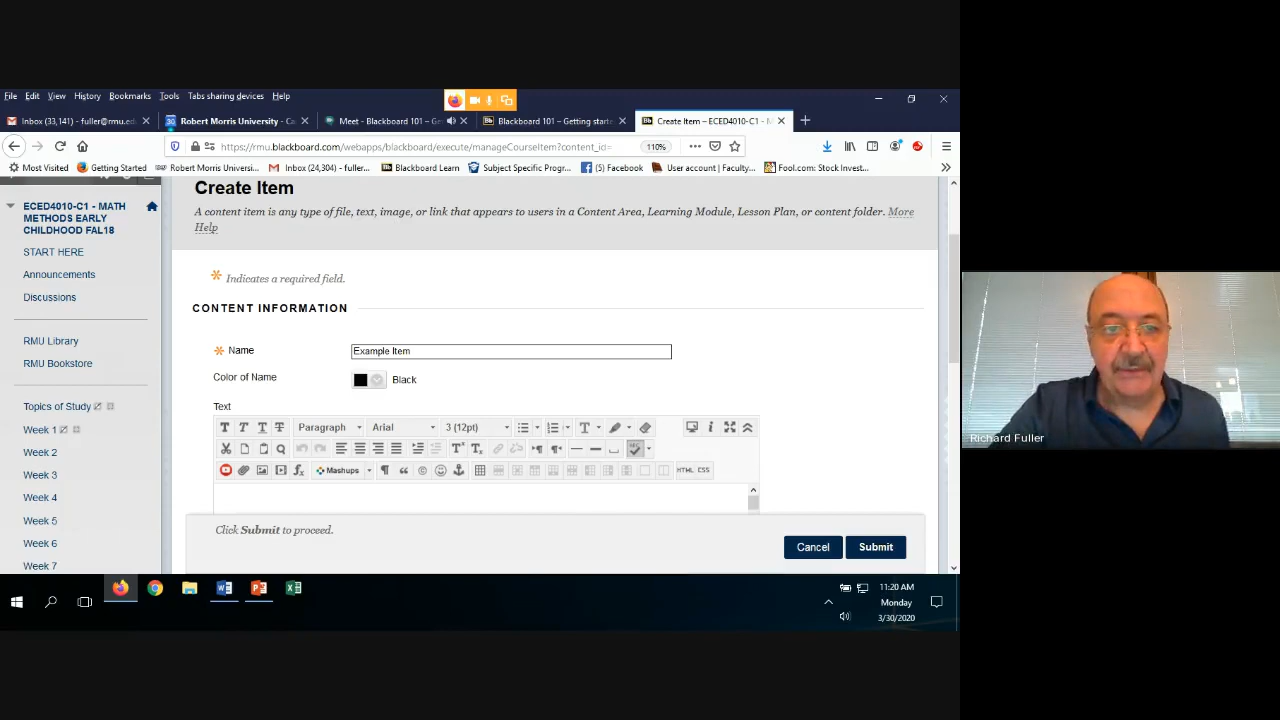 File Edit View History Bookmarks Tools Tabs sharing devices Help
Inbox (33,141) - fuller@rmu.ed
Robert Morris University - Ca
Meet - Blackboard 101 – Ge
Blackboard 101 – Getting starte
Create Item – ECED4010-C1 - M
https://rmu.blackboard.com/webapps/blackboard/execute/manageCourseItem?content_id=
110%
Most Visited
Getting Started
Robert Morris Univers...
Inbox (24,304) - fuller...
Blackboard Learn
Subject Specific Prog...
(5) Facebook
User account | Faculty...
Fool.com: Stock Invest...
ECED4010-C1 - MATH
METHODS EARLY
CHILDHOOD FAL18
START HERE
Announcements
Discussions
RMU Library
RMU Bookstore
Topics of Study
Week 1
Week 2
Week 3
Week 4
Week 5
Week 6
Week 7
Create Item
A content item is any type of file, text, image, or link that appears to users in a Content Area, Learning Module, Lesson Plan, or content folder. More
Help
Indicates a required field.
CONTENT INFORMATION
Name
Example Item
Color of Name
Black
Text
Paragraph Arial 3 (12pt)
Mashups
HTML CSS
Click Submit to proceed.
Cancel
Submit
11:20 AM
Monday
3/30/2020
Richard Fuller